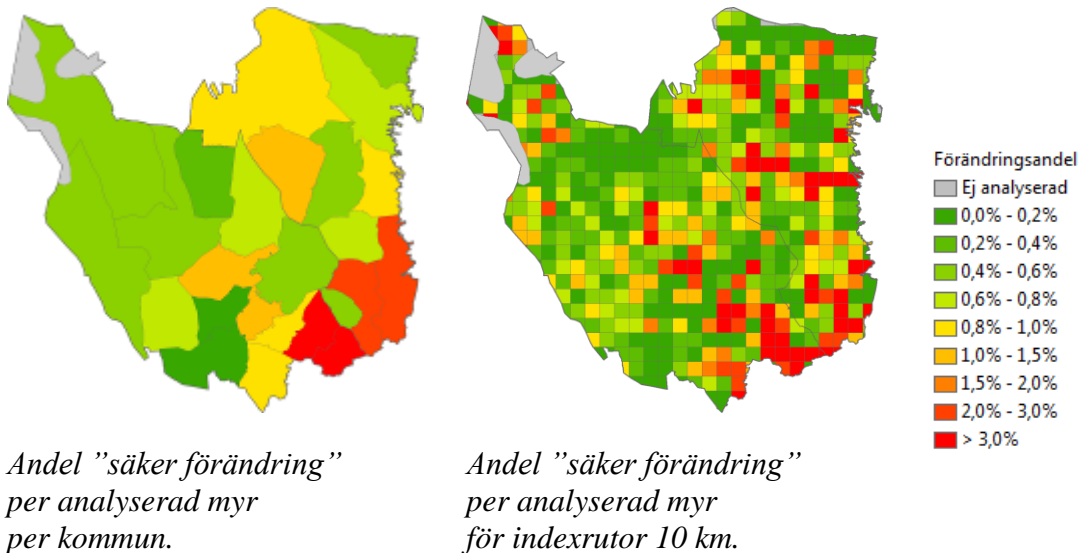 Förändringsandel
Ej analyserad
0,0% - 0,2%
0,2% - 0,4%
0,4% - 0,6%
0,6% - 0,8%
0,8% - 1,0%
1,0% - 1,5%
1,5% - 2,0%
2,0% - 3,0%
> 3,0%
Andel ”säker förändring”
per analyserad myr
per kommun.
Andel ”säker förändring”
per analyserad myr
för indexrutor 10 km.